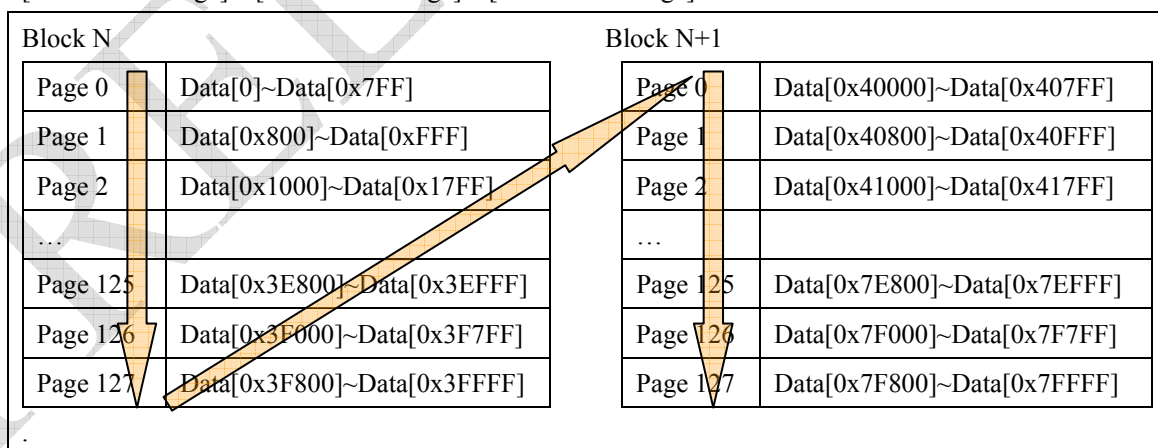 Block N
Block N+1
Page 0 Data[0]~Data[0x7FF]
Page 1 Data[0x800]~Data[0xFFF]
Page 2 Data[0x1000]~Data[0x17FF]
…
Page 125 Data[0x3E800]~Data[0x3EFFF]
Page 126 Data[0x3F000]~Data[0x3F7FF]
Page 127 Data[0x3F800]~Data[0x3FFFF]
Page 0 Data[0x40000]~Data[0x407FF]
Page 1 Data[0x40800]~Data[0x40FFF]
Page 2 Data[0x41000]~Data[0x417FF]
…
Page 125 Data[0x7E800]~Data[0x7EFFF]
Page 126 Data[0x7F000]~Data[0x7F7FF]
Page 127 Data[0x7F800]~Data[0x7FFFF]
.